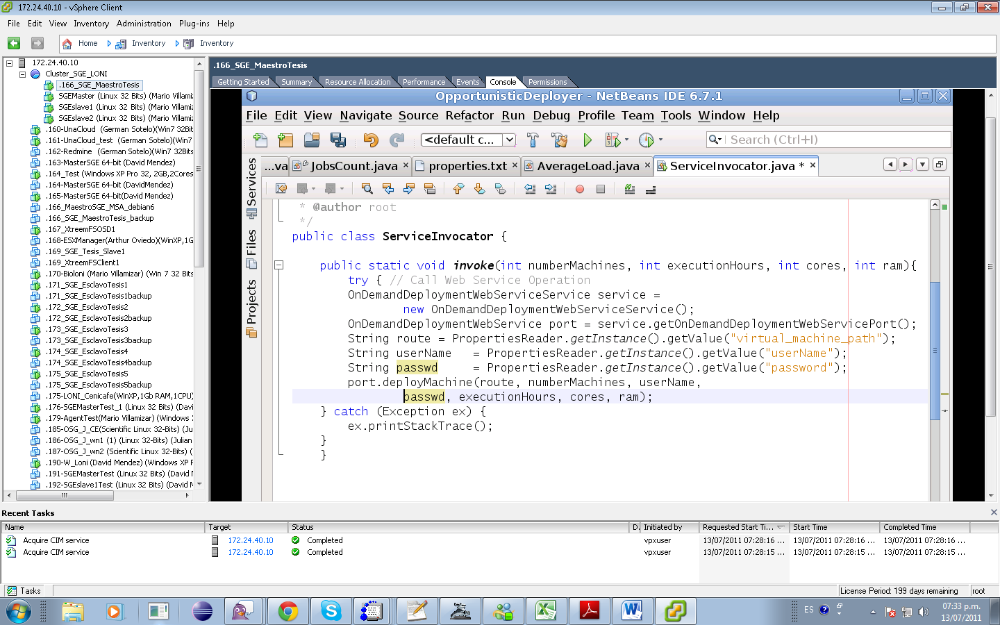 172.24.40.10 - vSphere Client
File Edit View Inventory Administration Plug-ins Help
Home Inventory Inventory
172.24.40.10
Cluster_SGE_LONI
.166_SGE_MaestroTesis
SGEMaster (Linux 32 Bits) (Mario Villamiz
SGEslave1 (Linux 32 Bits) (Mario Villamiz
SGEslave2 (Linux 32 Bits) (Mario Villamiz
.160-UnaCloud (German Sotelo)(Win7 32Bit
.161-UnaCloud_test (German Sotelo)(Win7
.162-Redmine (German Sotelo)(Win7 32Bits
.163-MasterSGE 64-bit (David Mendez)
.164_Test (Windows XP Pro 32, 2GB,2Cores
.164-MasterSGE 64-bit (DavidMendez)
.165-MasterSGE 64-bit(David Mendez)
.166_MaestroSGE_MSA_debian6
.166_SGE_MaestroTesis_backup
.167_XtreemFSOSD1
.168-ESXManager(Arthur Oviedo)(WinXP,1G
.169_SGE_Tesis_Slave1
.169_XtreemFSClient1
.170-Bioloni (Mario Villamizar) (Win 7 32 Bits
.171_SGE_EsclavoTesis1
.171_SGE_EsclavoTesis1backup
.172_SGE_EsclavoTesis2
.172_SGE_EsclavoTesis2backup
.173_SGE_EsclavoTesis3
.173_SGE_EsclavoTesis3backup
.174_SGE_EsclavoTesis4
.174_SGE_EsclavoTesis4backup
.175_SGE_EsclavoTesis5
.175_SGE_EsclavoTesis5backup
.175-LONI_Cenicafe(WinXP,1Gb RAM,1CPU)
.176-SGEMasterTest_1 (Linux 32 Bits) (Davi
.179-AgentTest(Mario Villamizar) (Windows
.185-OSG_J_CE(Scientific Linux 32-Bits) (Ju
.186-OSG_J_wn1 (1) (Linux 32-Bits) (Julian
.187-OSG_J_wn2 (Scientific Linux 32-Bits) (
.190-W_Loni (David Mendez) (Windows XP P
.191-SGEMasterTest (Linux 32 Bits) (David M
.192-SGEslave1Test (Linux 32 Bits) (David M
.166_SGE_MaestroTesis
Getting Started Summary Resource Allocation Performance Events Console Permissions
OpportunisticDeployer - NetBeans IDE 6.7.1
File Edit View Navigate Source Refactor Run Debug Profile Team Tools Window Help
<default c... Search (Ctrl+I)
...va JobsCount.java properties.txt AverageLoad.java ServiceInvocator.java *
Services
Files
Projects
* @author root
*/
public class ServiceInvocator {
public static void invoke(int numberMachines, int executionHours, int cores, int ram){
try { // Call Web Service Operation
OnDemandDeploymentWebServiceService service =
new OnDemandDeploymentWebServiceService();
OnDemandDeploymentWebService port = service.getOnDemandDeploymentWebServicePort();
String route = PropertiesReader.getInstance().getValue("virtual_machine_path");
String userName = PropertiesReader.getInstance().getValue("userName");
String passwd = PropertiesReader.getInstance().getValue("password");
port.deployMachine(route, numberMachines, userName,
passwd, executionHours, cores, ram);
} catch (Exception ex) {
ex.printStackTrace();
}
}
Recent Tasks
Name Target Status D. Initiated by Requested Start Ti... Start Time Completed Time
Acquire CIM service 172.24.40.10 Completed vpxuser 13/07/2011 07:28:16 ... 13/07/2011 07:28:16 ... 13/07/2011 07:28:16 ...
Acquire CIM service 172.24.40.10 Completed vpxuser 13/07/2011 07:28:15 ... 13/07/2011 07:28:15 ... 13/07/2011 07:28:15 ...
Tasks License Period: 199 days remaining root
ES 07:33 p.m.
13/07/2011